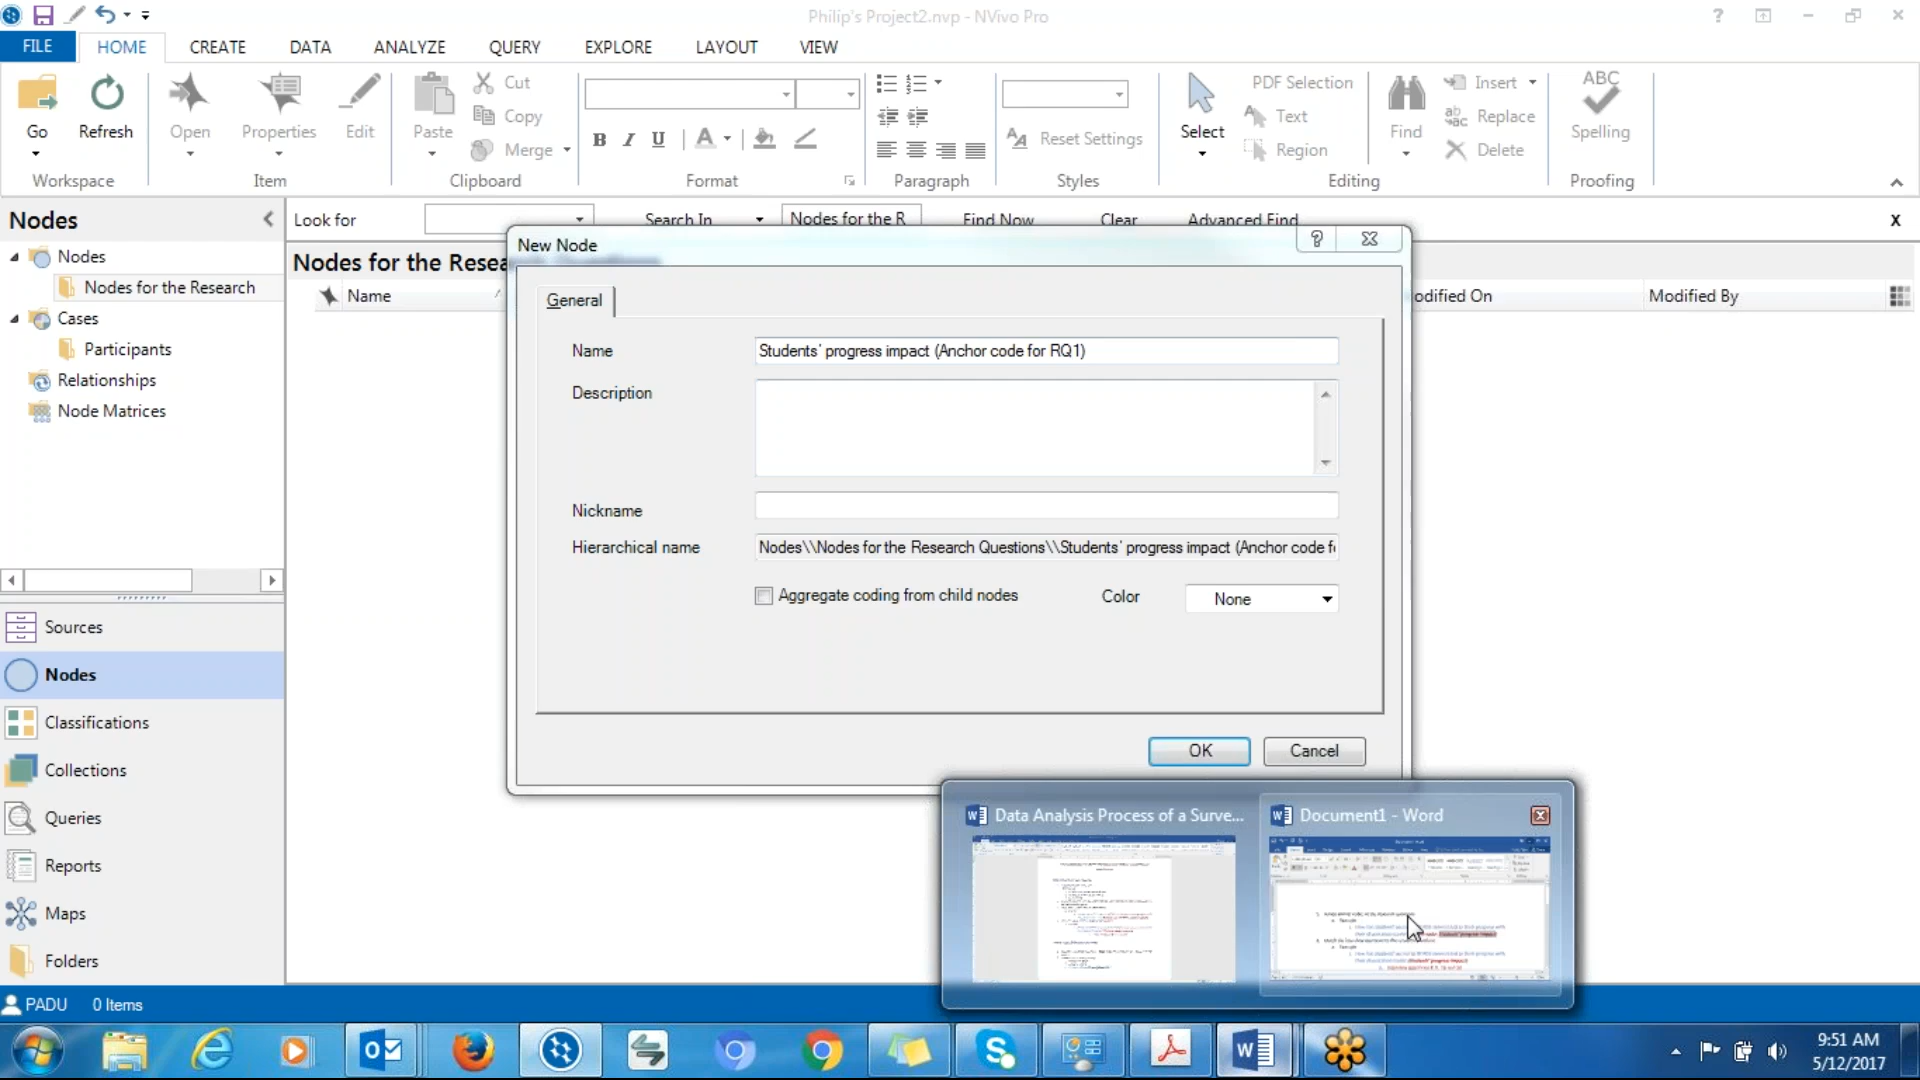 Philip's Project2.nvp - NVivo Pro
FILE HOME CREATE DATA ANALYZE QUERY EXPLORE LAYOUT VIEW
Go
Refresh
Open
Properties
Edit
Paste
Cut
Copy
Merge
B I U
Reset Settings
Select
PDF Selection
Text
Region
Find
Insert
Replace
Delete
ABC
Spelling
Workspace Item Clipboard Format Paragraph Styles Editing Proofing
Nodes
Nodes
Nodes for the Research
Cases
Participants
Relationships
Node Matrices
Look for Search In Nodes for the R Find Now Clear Advanced Find x
Nodes for the Resea
Name odified On Modified By
New Node
General
Name Students' progress impact (Anchor code for RQ1)
Description
Nickname
Hierarchical name Nodes\\Nodes for the Research Questions\\Students' progress impact (Anchor code f
Aggregate coding from child nodes Color None
OK Cancel
Sources
Nodes
Classifications
Collections
Queries
Reports
Maps
Folders
Data Analysis Process of a Surve... Document1 - Word
PADU 0 Items
9:51 AM
5/12/2017